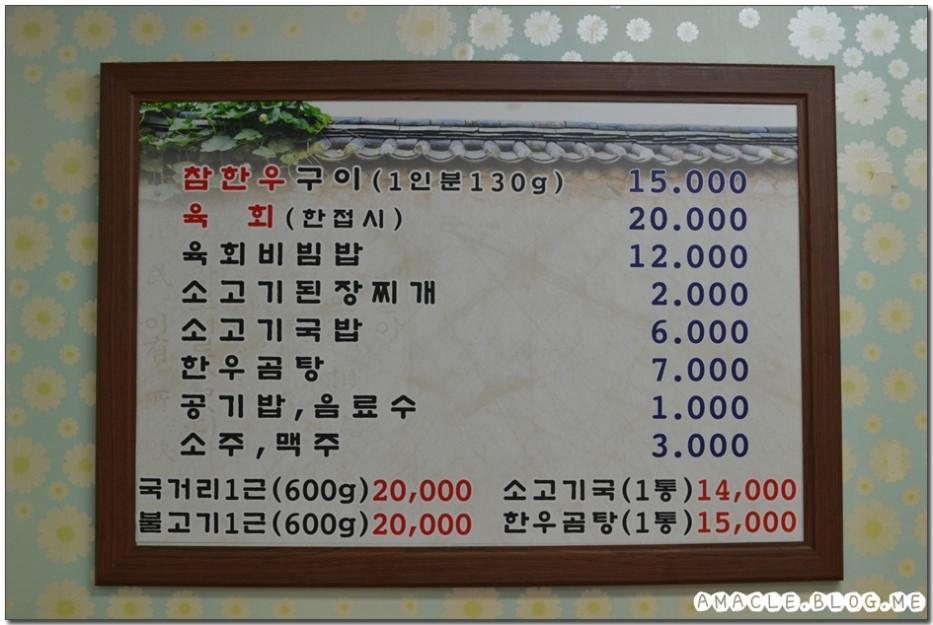 참한우구이(1인분130g) 15.000
육 회(한접시) 20.000
육회비빔밥 12.000
소고기된장찌개 2.000
소고기국밥 6.000
한우곰탕 7.000
공기밥,음료수 1.000
소주,맥주 3.000
국거리1근(600g)20,000 소고기국(1통)14,000
불고기1근(600g)20,000 한우곰탕(1통)15,000
AMACLE.BLOG.ME